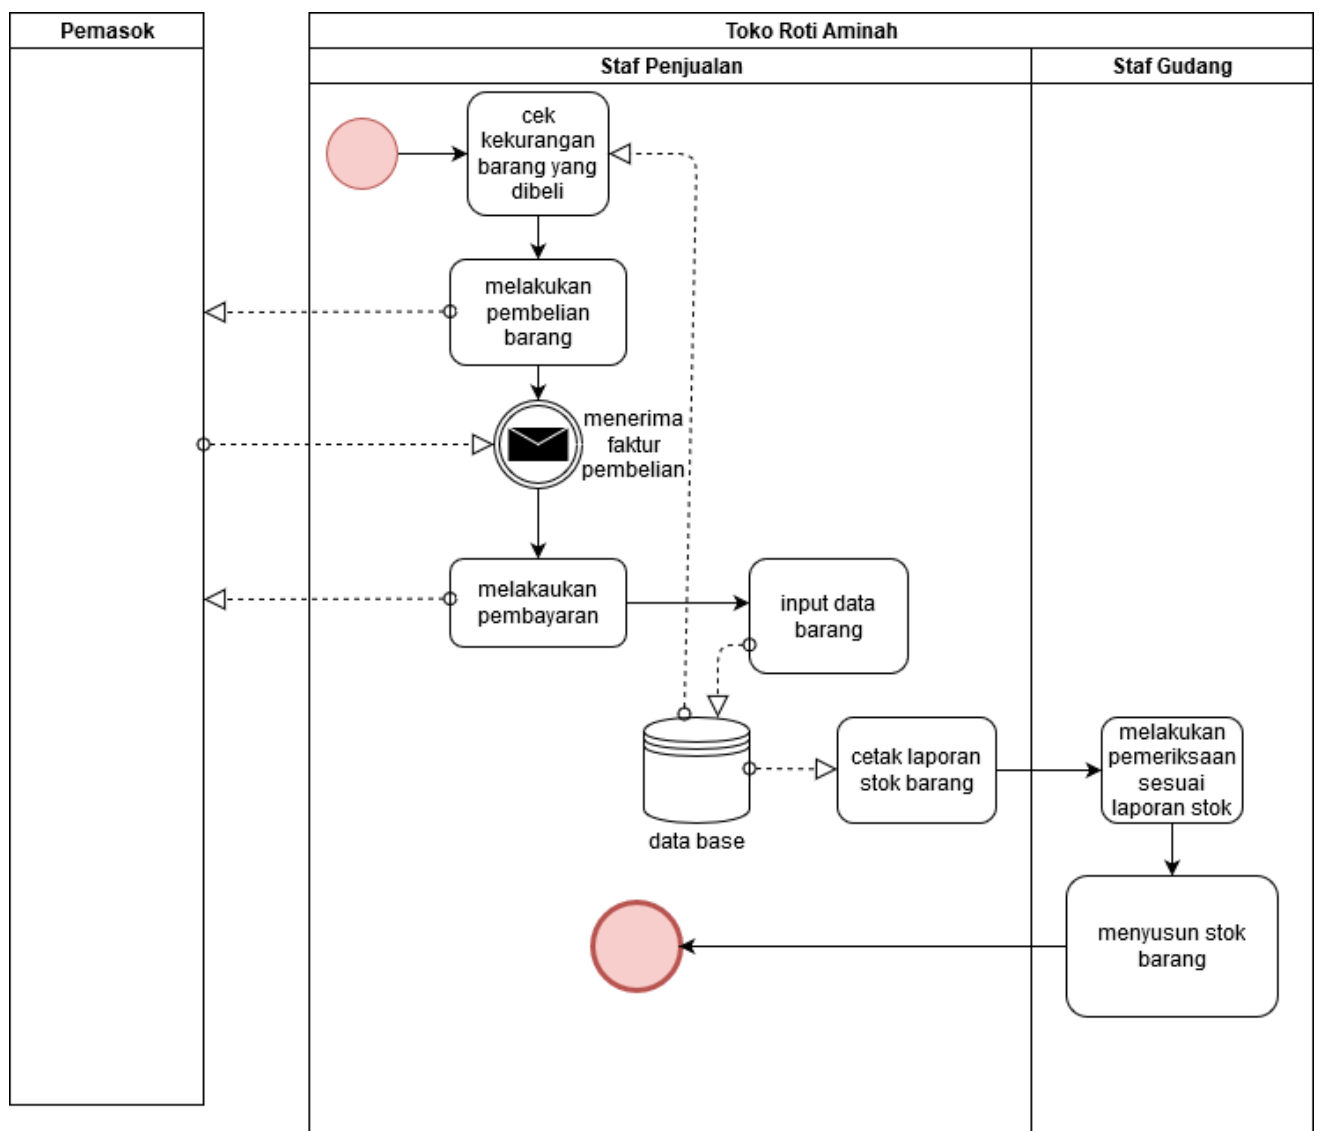 Pemasok
Toko Roti Aminah
Staf Penjualan
Staf Gudang
cek
kekurangan
barang yang
dibeli
melakukan
pembelian
barang
menerima
faktur
pembelian
melakaukan
pembayaran
input data
barang
data base
cetak laporan
stok barang
melakukan
pemeriksaan
sesuai
laporan stok
menyusun stok
barang